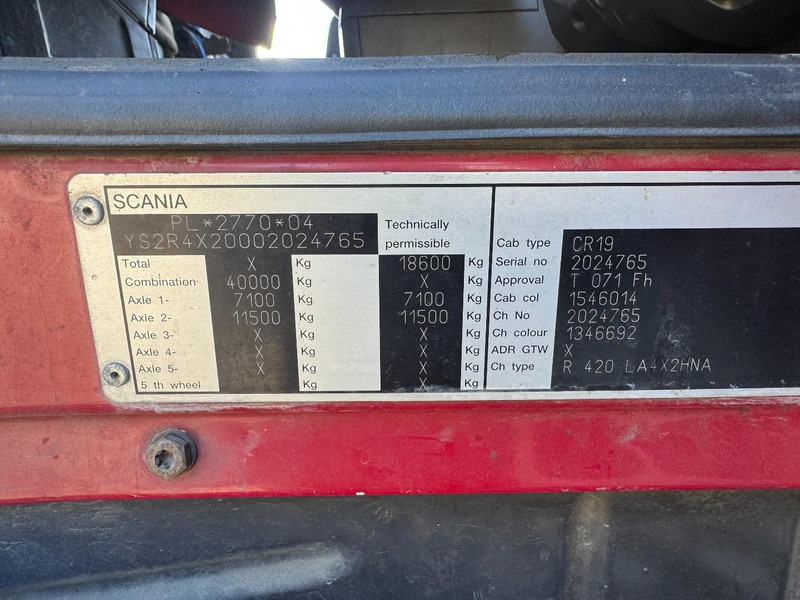 SCANIA
PL*2770*04
YS2R4X20002024765
Technically
permissible
Total X Kg 18600 Kg
Combination 40000 Kg X Kg
Axle 1- 7100 Kg 7100 Kg
Axle 2- 11500 Kg 11500 Kg
Axle 3- X Kg X Kg
Axle 4- X Kg X Kg
Axle 5- X Kg X Kg
5 th wheel Kg X Kg
Cab type CR19
Serial no 2024765
Approval T 071 Fh
Cab col 1546014
Ch No 2024765
Ch colour 1346692
ADR GTW X
Ch type R 420 LA4X2HNA